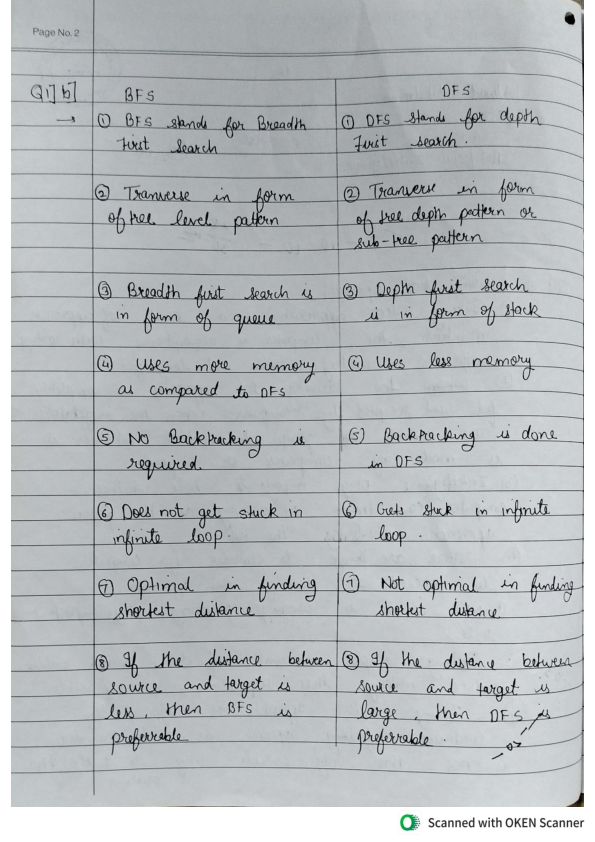 Page No. 2
Q1] b]
BFS
→ ① BFS stands for Breadth
First Search
② Tranverse in form
of tree level pattern
③ Breadth first search is
in form of queue
④ Uses more memory
as compared to DFS
⑤ No Backtracking is
required.
⑥ Does not get stuck in
infinite loop.
⑦ Optimal in finding
shortest distance
⑧ If the distance between
source and target is
less, then BFS is
preferrable
DFS
① DFS stands for depth
First search.
② Tranverse in form
of tree depth pattern or
sub-tree pattern
③ Depth first search
is in form of stack
④ Uses less memory
⑤ Backtracking is done
in DFS
⑥ Gets stuck in infinite
loop.
⑦ Not optimal in finding
shortest distance
⑧ If the distance between
source and target is
large, then DFS is
preferrable.
Scanned with OKEN Scanner